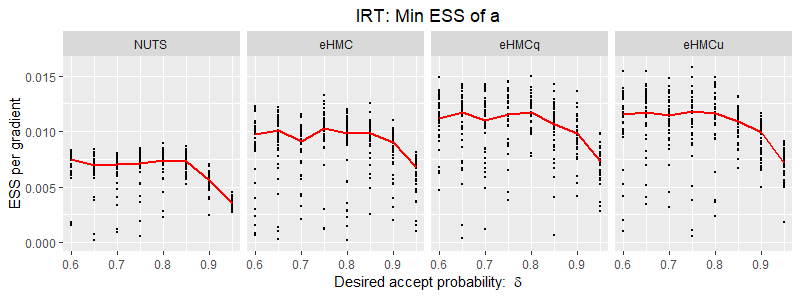 IRT: Min ESS of a
NUTS eHMC eHMCq eHMCu
ESS per gradient
0.015
0.010
0.005
0.000
0.6 0.7 0.8 0.9 0.6 0.7 0.8 0.9 0.6 0.7 0.8 0.9 0.6 0.7 0.8 0.9
Desired accept probability: δ